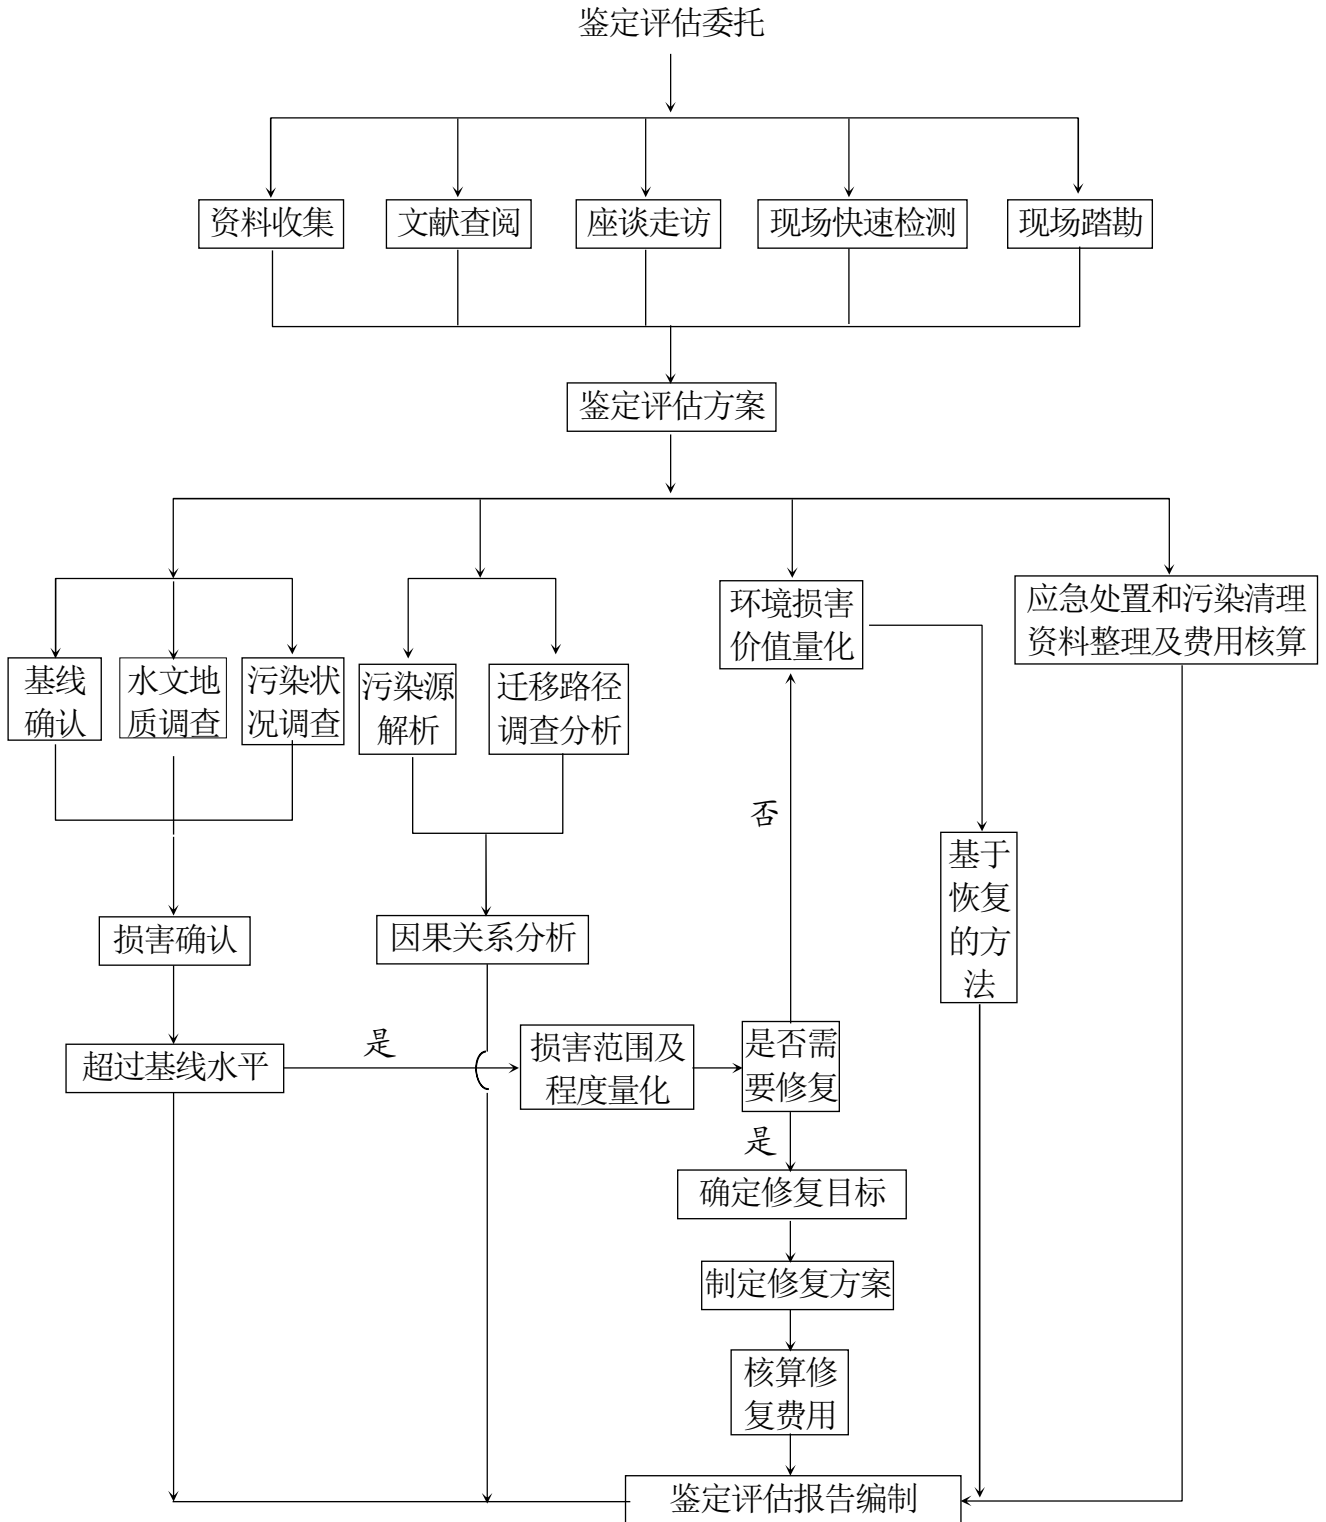 鉴定评估委托
资料收集
文献查阅
座谈走访
现场快速检测
现场踏勘
鉴定评估方案
基线
确认
水文地
质调查
污染状
况调查
污染源
解析
迁移路径
调查分析
环境损害
价值量化
应急处置和污染清理
资料整理及费用核算
否
基于
恢复
的方
法
损害确认
因果关系分析
超过基线水平
是
损害范围及
程度量化
是否需
要修复
是
确定修复目标
制定修复方案
核算修
复费用
鉴定评估报告编制